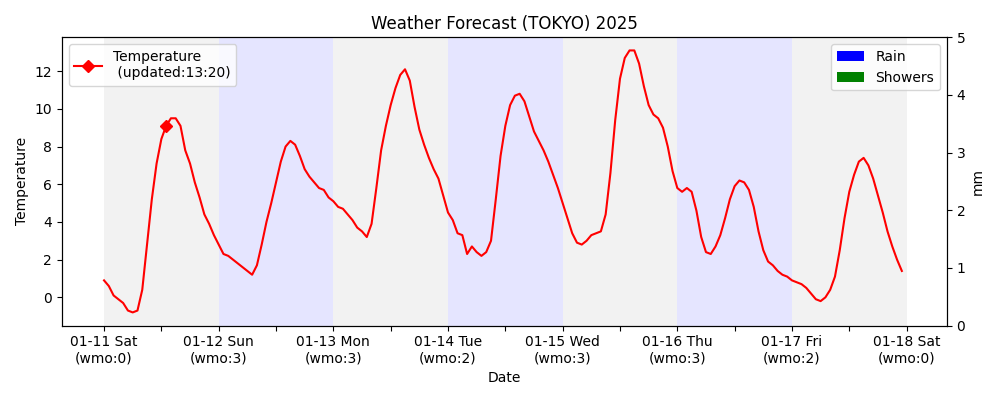 Weather Forecast (TOKYO) 2025
Temperature
(updated:13:20)
Rain
Showers
Temperature
12
10
8
6
4
2
0
5
4
3
2
1
0
mm
01-11 Sat
(wmo:0)
01-12 Sun
(wmo:3)
01-13 Mon
(wmo:3)
01-14 Tue
(wmo:2)
01-15 Wed
(wmo:3)
01-16 Thu
(wmo:3)
01-17 Fri
(wmo:2)
01-18 Sat
(wmo:0)
Date